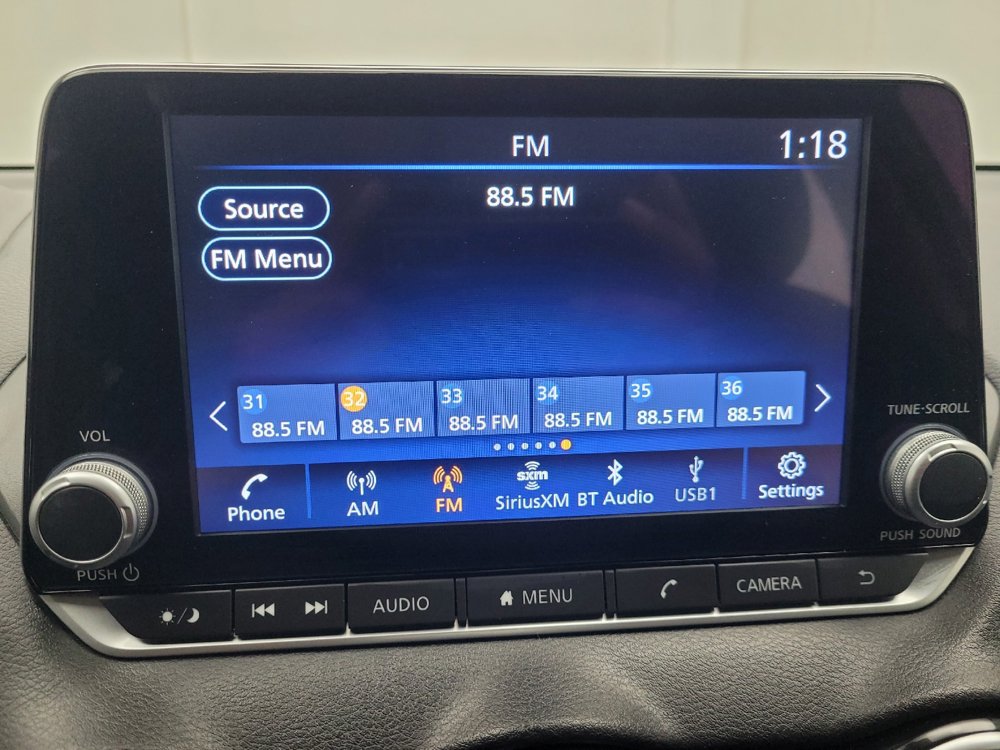 FM
1:18
Source
88.5 FM
FM Menu
31 32 33 34 35 36
88.5 FM 88.5 FM 88.5 FM 88.5 FM 88.5 FM 88.5 FM
sxm
Phone AM FM SiriusXM BT Audio USB1 Settings
VOL
PUSH
TUNE·SCROLL
PUSH SOUND
AUDIO MENU CAMERA